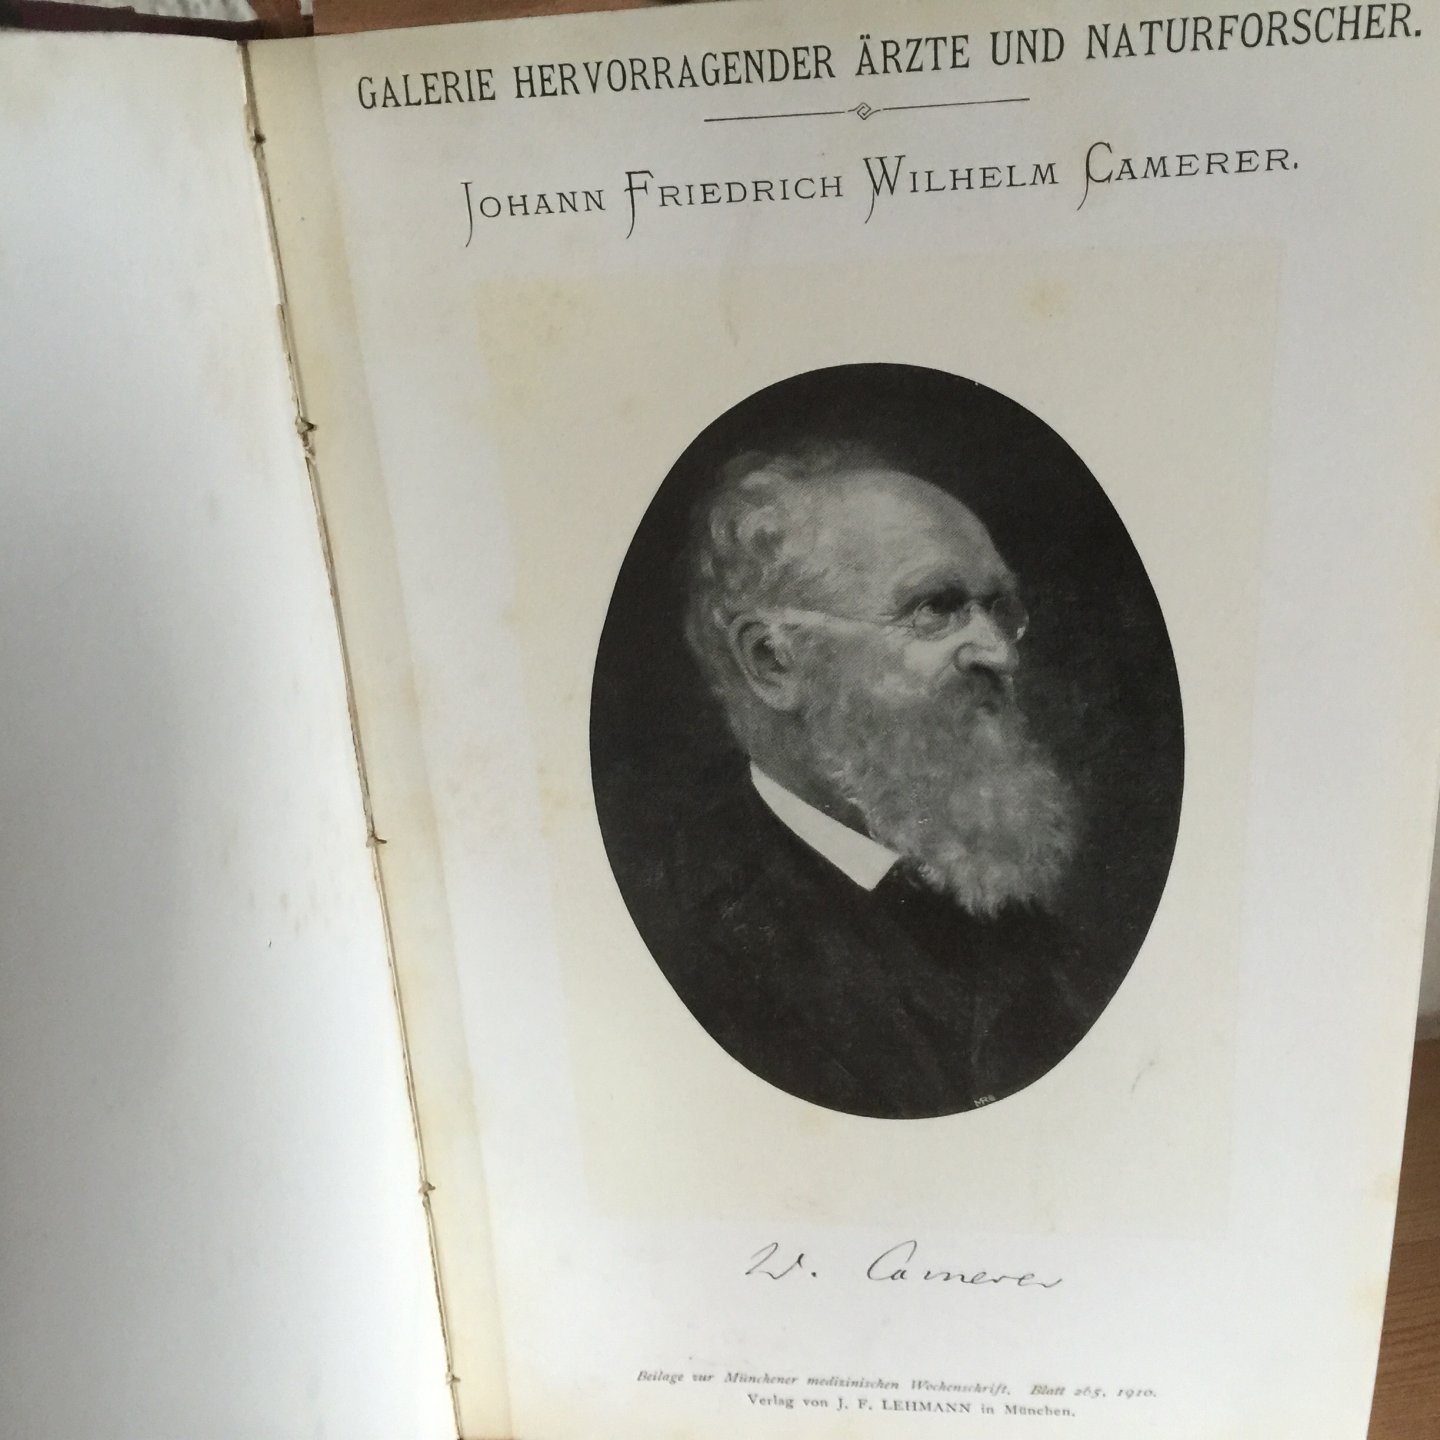 GALERIE HERVORRAGENDER ÄRZTE UND NATURFORSCHER.
JOHANN FRIEDRICH WILHELM CAMERER.
MRS
W. Camerer
Beilage zur Münchener medizinischen Wochenschrift. Blatt 265, 1910.
Verlag von J. F. LEHMANN in München.